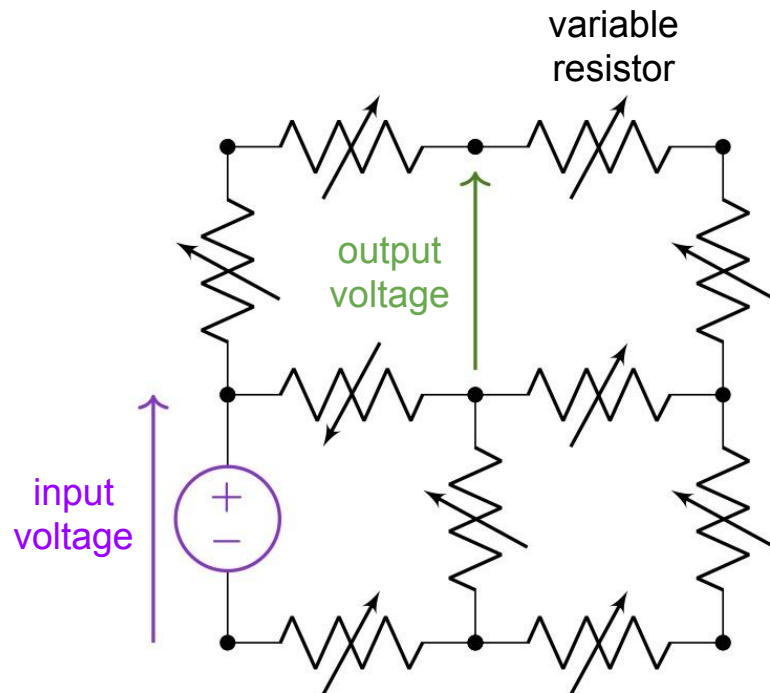 variable
resistor
output
voltage
input
voltage
+
−